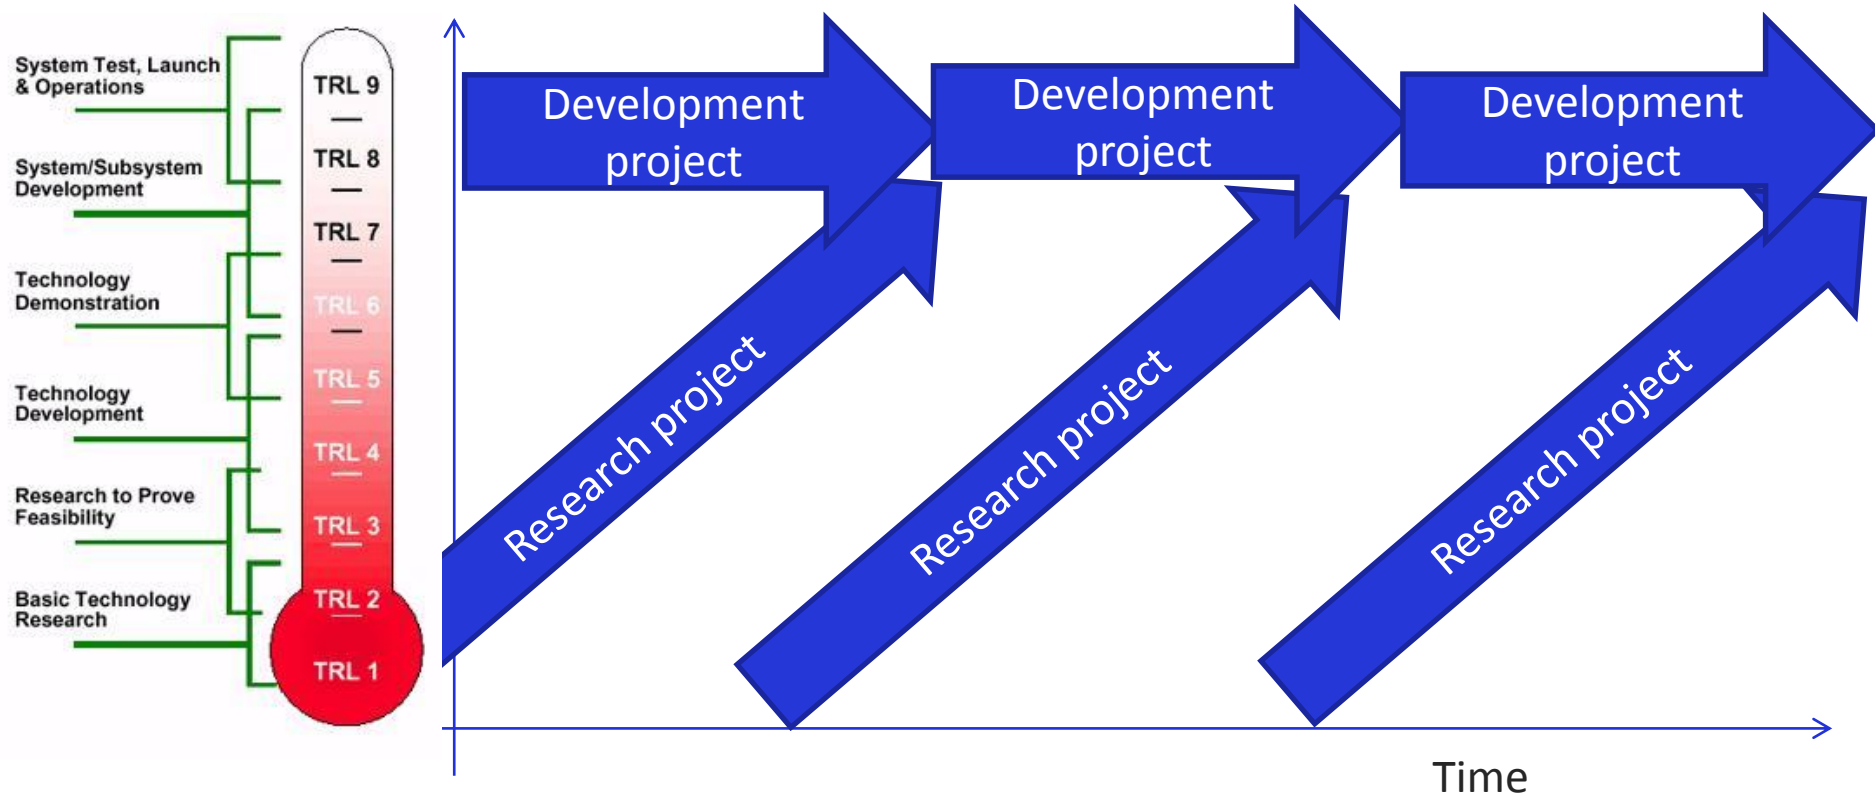 System Test, Launch
& Operations
System/Subsystem
Development
Technology
Demonstration
Technology
Development
Research to Prove
Feasibility
Basic Technology
Research
TRL 9
TRL 8
TRL 7
TRL 6
TRL 5
TRL 4
TRL 3
TRL 2
TRL 1
Development
project
Development
project
Development
project
Research project
Research project
Research project
Time